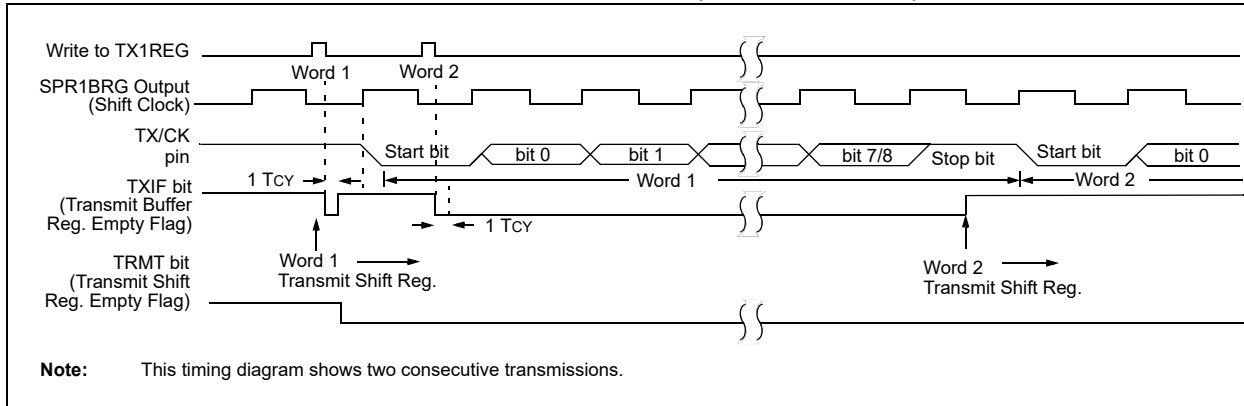 Write to TX1REG
Word 1
Word 2
SPR1BRG Output
(Shift Clock)
TX/CK
pin
Start bit
bit 0
bit 1
bit 7/8
Stop bit
Start bit
bit 0
1 TCY
Word 1
Word 2
TXIF bit
(Transmit Buffer
Reg. Empty Flag)
1 TCY
Word 1
Transmit Shift Reg.
Word 2
Transmit Shift Reg.
TRMT bit
(Transmit Shift
Reg. Empty Flag)
Note: This timing diagram shows two consecutive transmissions.